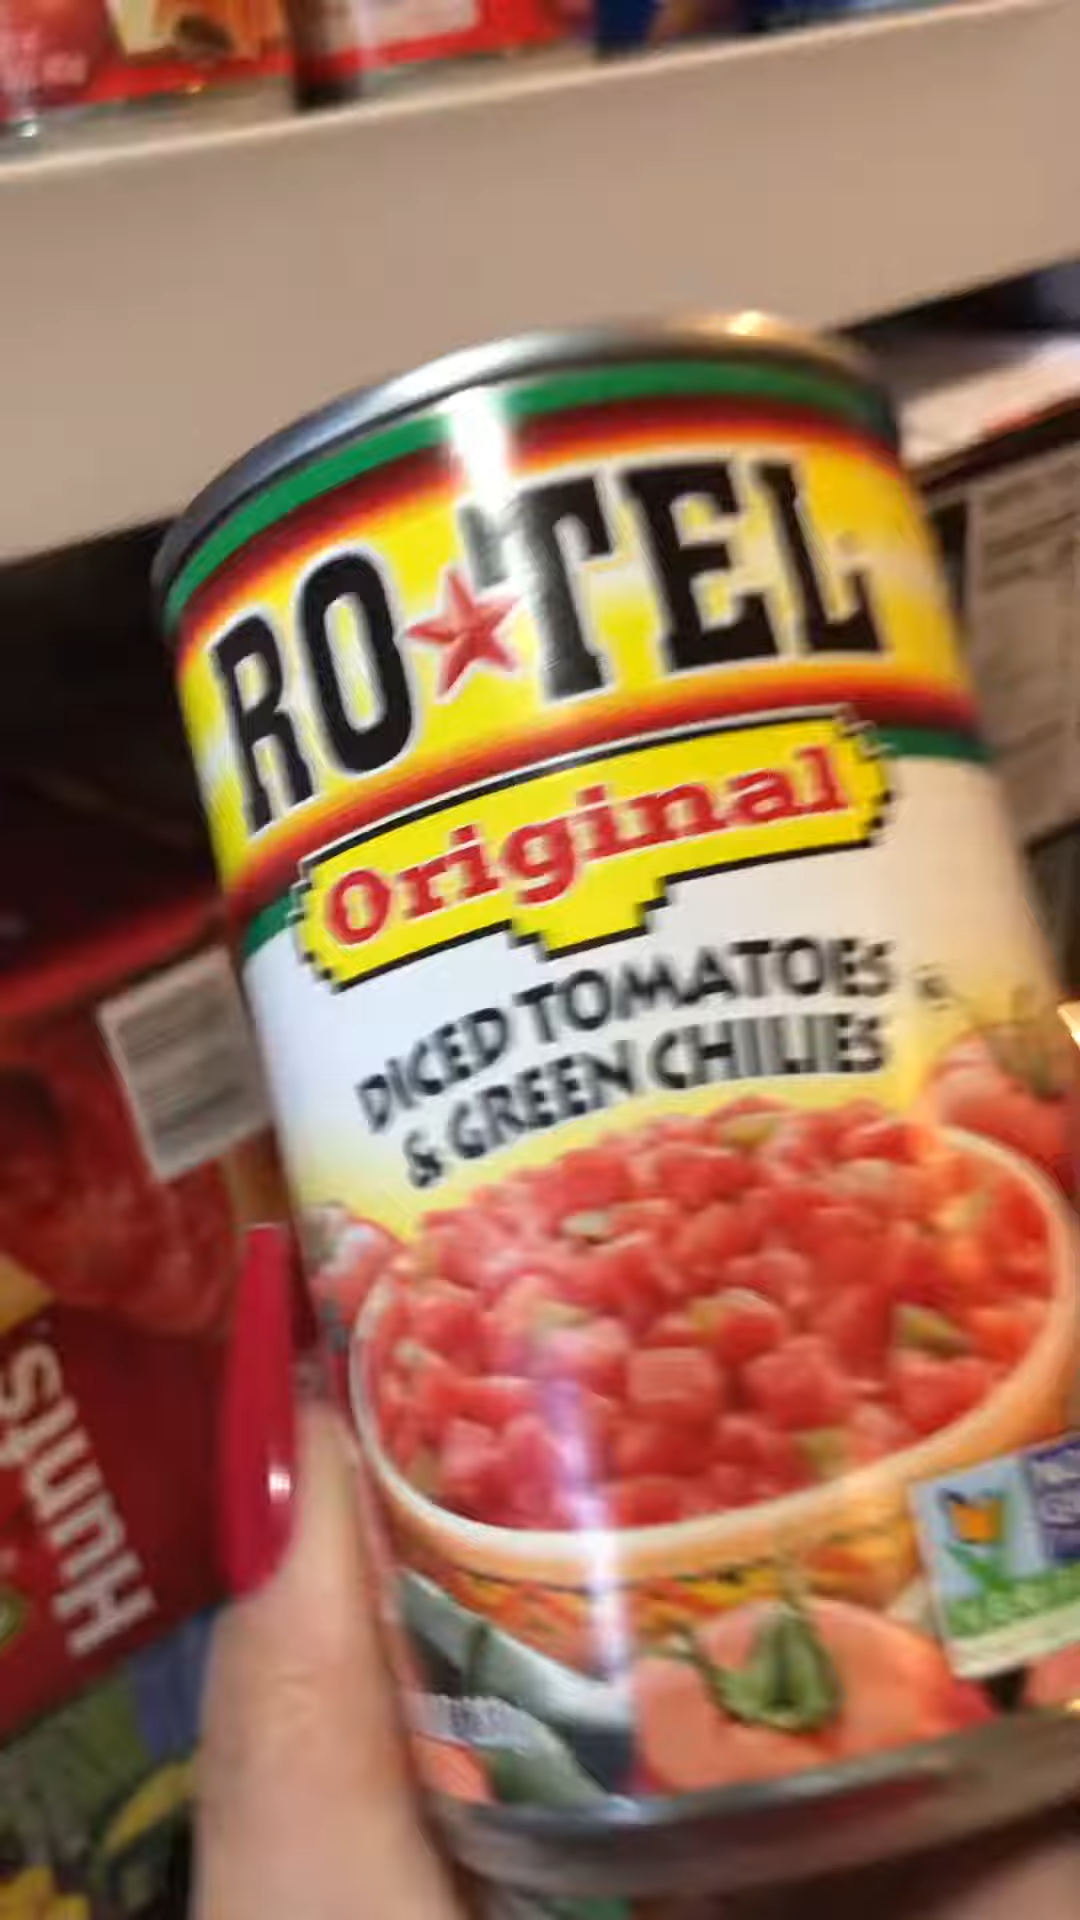 RO★TEL
Original
DICED TOMATOES
& GREEN CHILIES
Hunt's